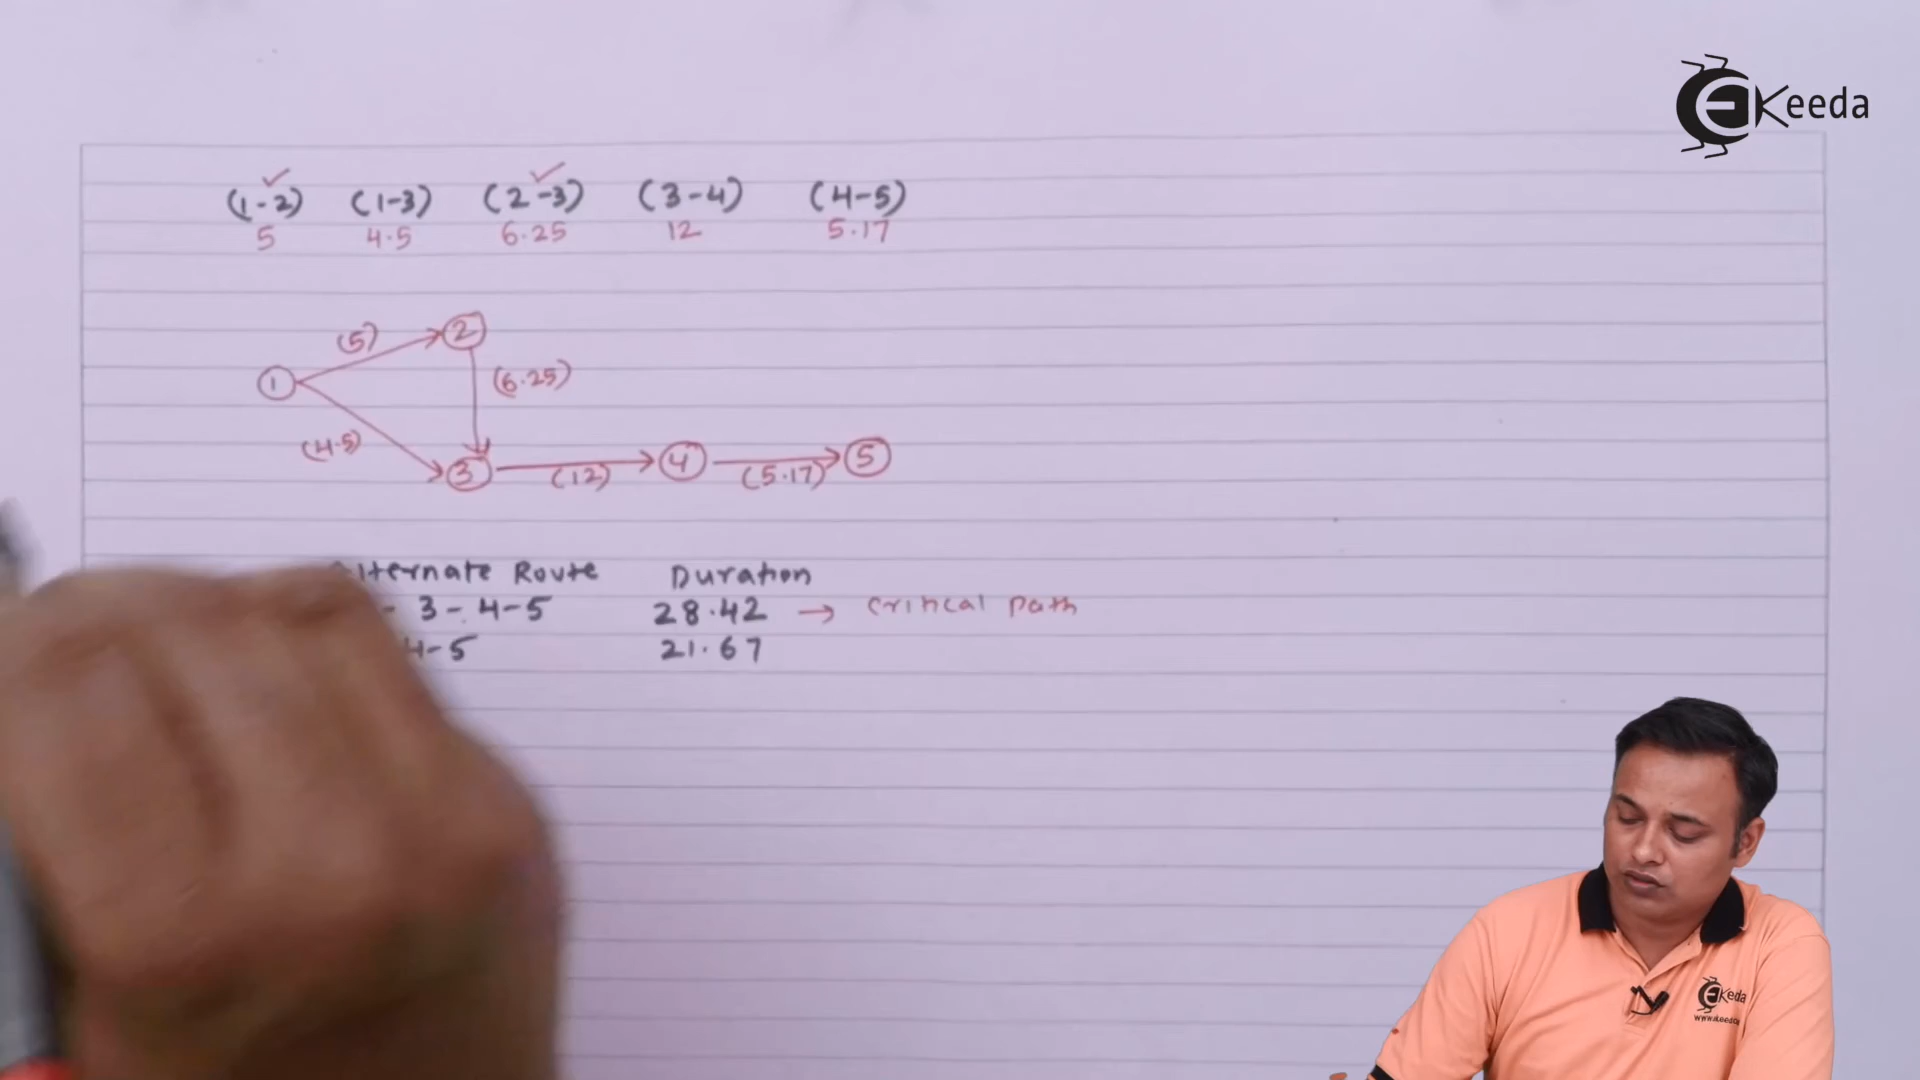 EKeeda
(1-2) (1-3) (2-3) (3-4) (4-5)
5 4.5 6.25 12 5.17
(5) 2
1 (6.25)
(4.5) 3 (12) 4 (5.17) 5
Alternate Route Duration
- 3 - 4 - 5 28.42 → Critical path
4-5 21.67
EKeeda